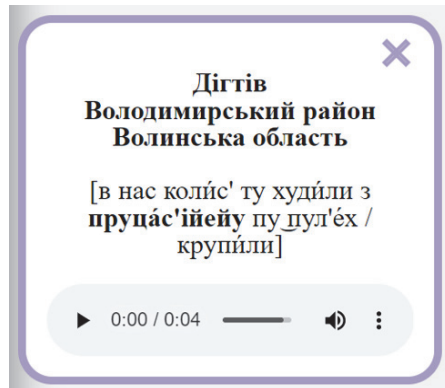 Дігтів
Володимирський район
Волинська область
[в нас коли́с' ту худи́ли з
пруца́с'ійейу пу‿пул'е́х /
крупи́ли]
0:00 / 0:04